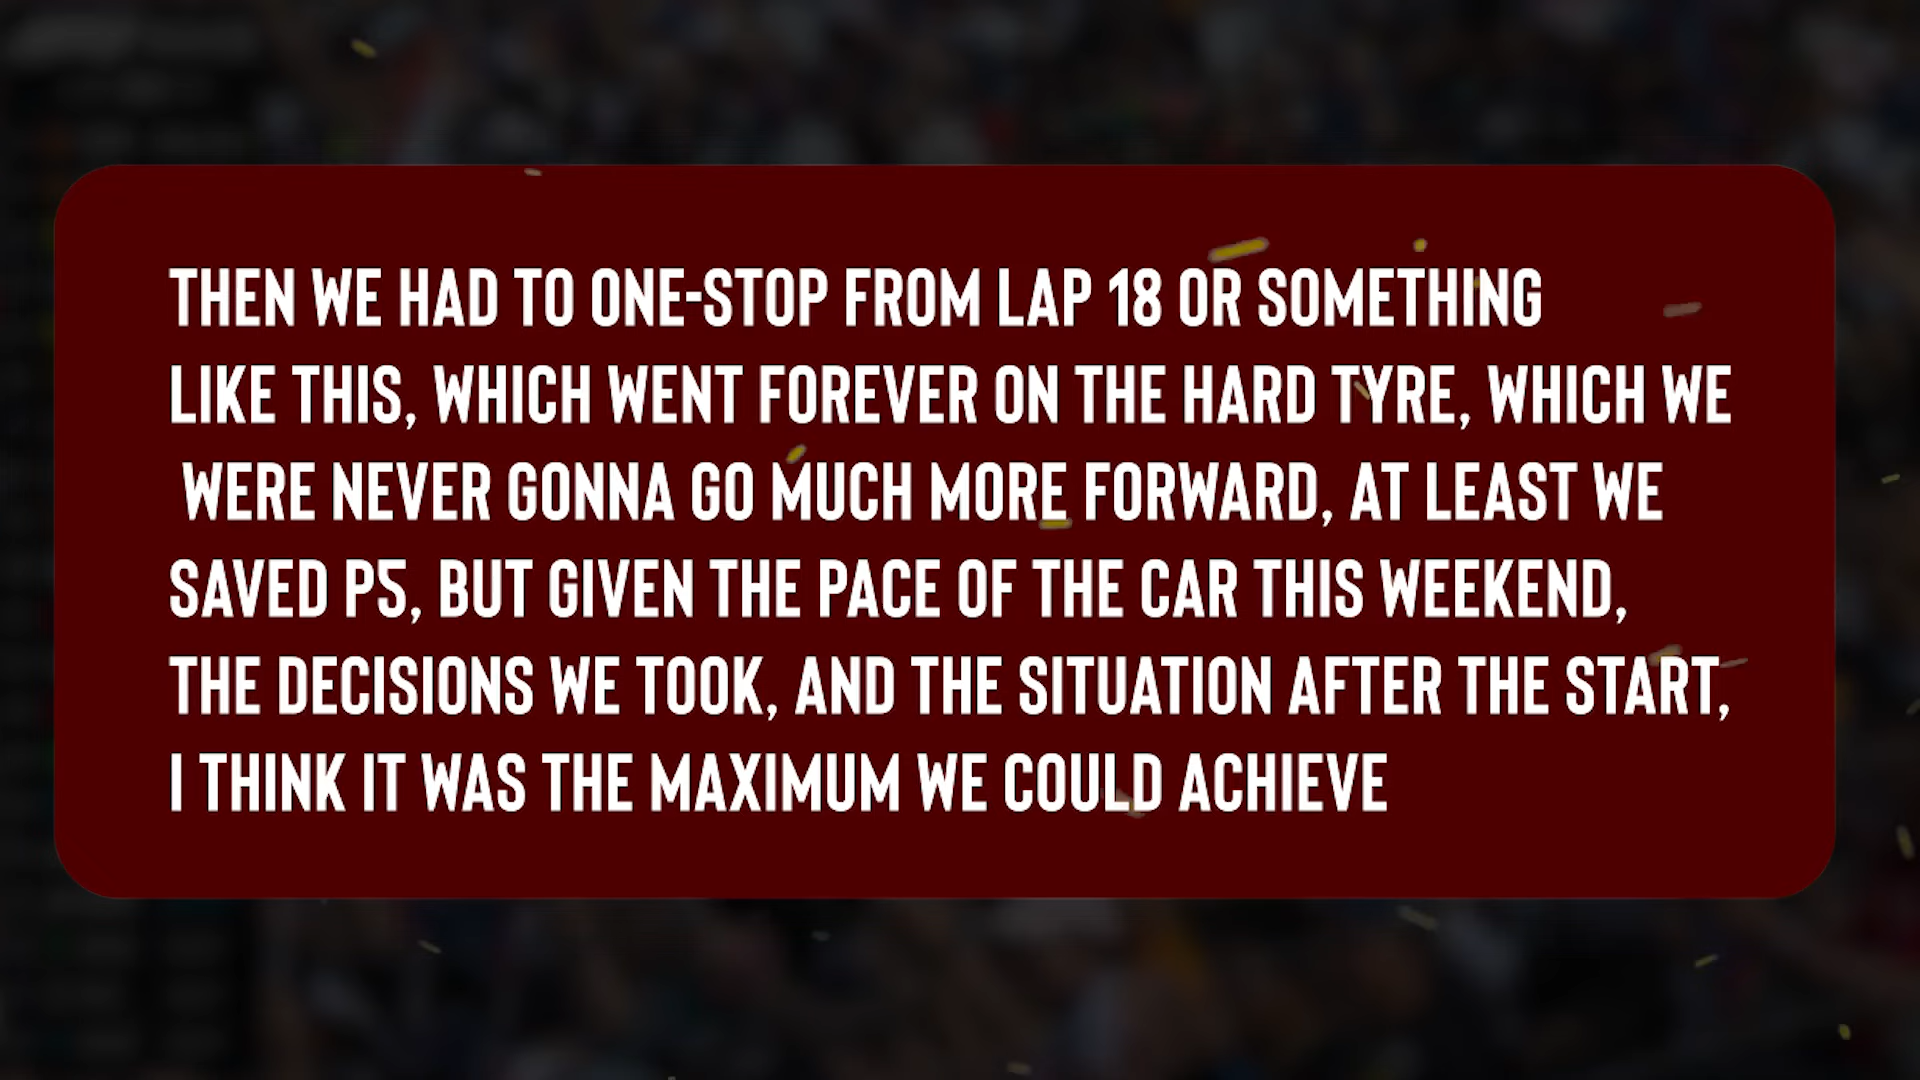 THEN WE HAD TO ONE-STOP FROM LAP 18 OR SOMETHING
LIKE THIS, WHICH WENT FOREVER ON THE HARD TYRE, WHICH WE
WERE NEVER GONNA GO MUCH MORE FORWARD, AT LEAST WE
SAVED P5, BUT GIVEN THE PACE OF THE CAR THIS WEEKEND,
THE DECISIONS WE TOOK, AND THE SITUATION AFTER THE START,
I THINK IT WAS THE MAXIMUM WE COULD ACHIEVE